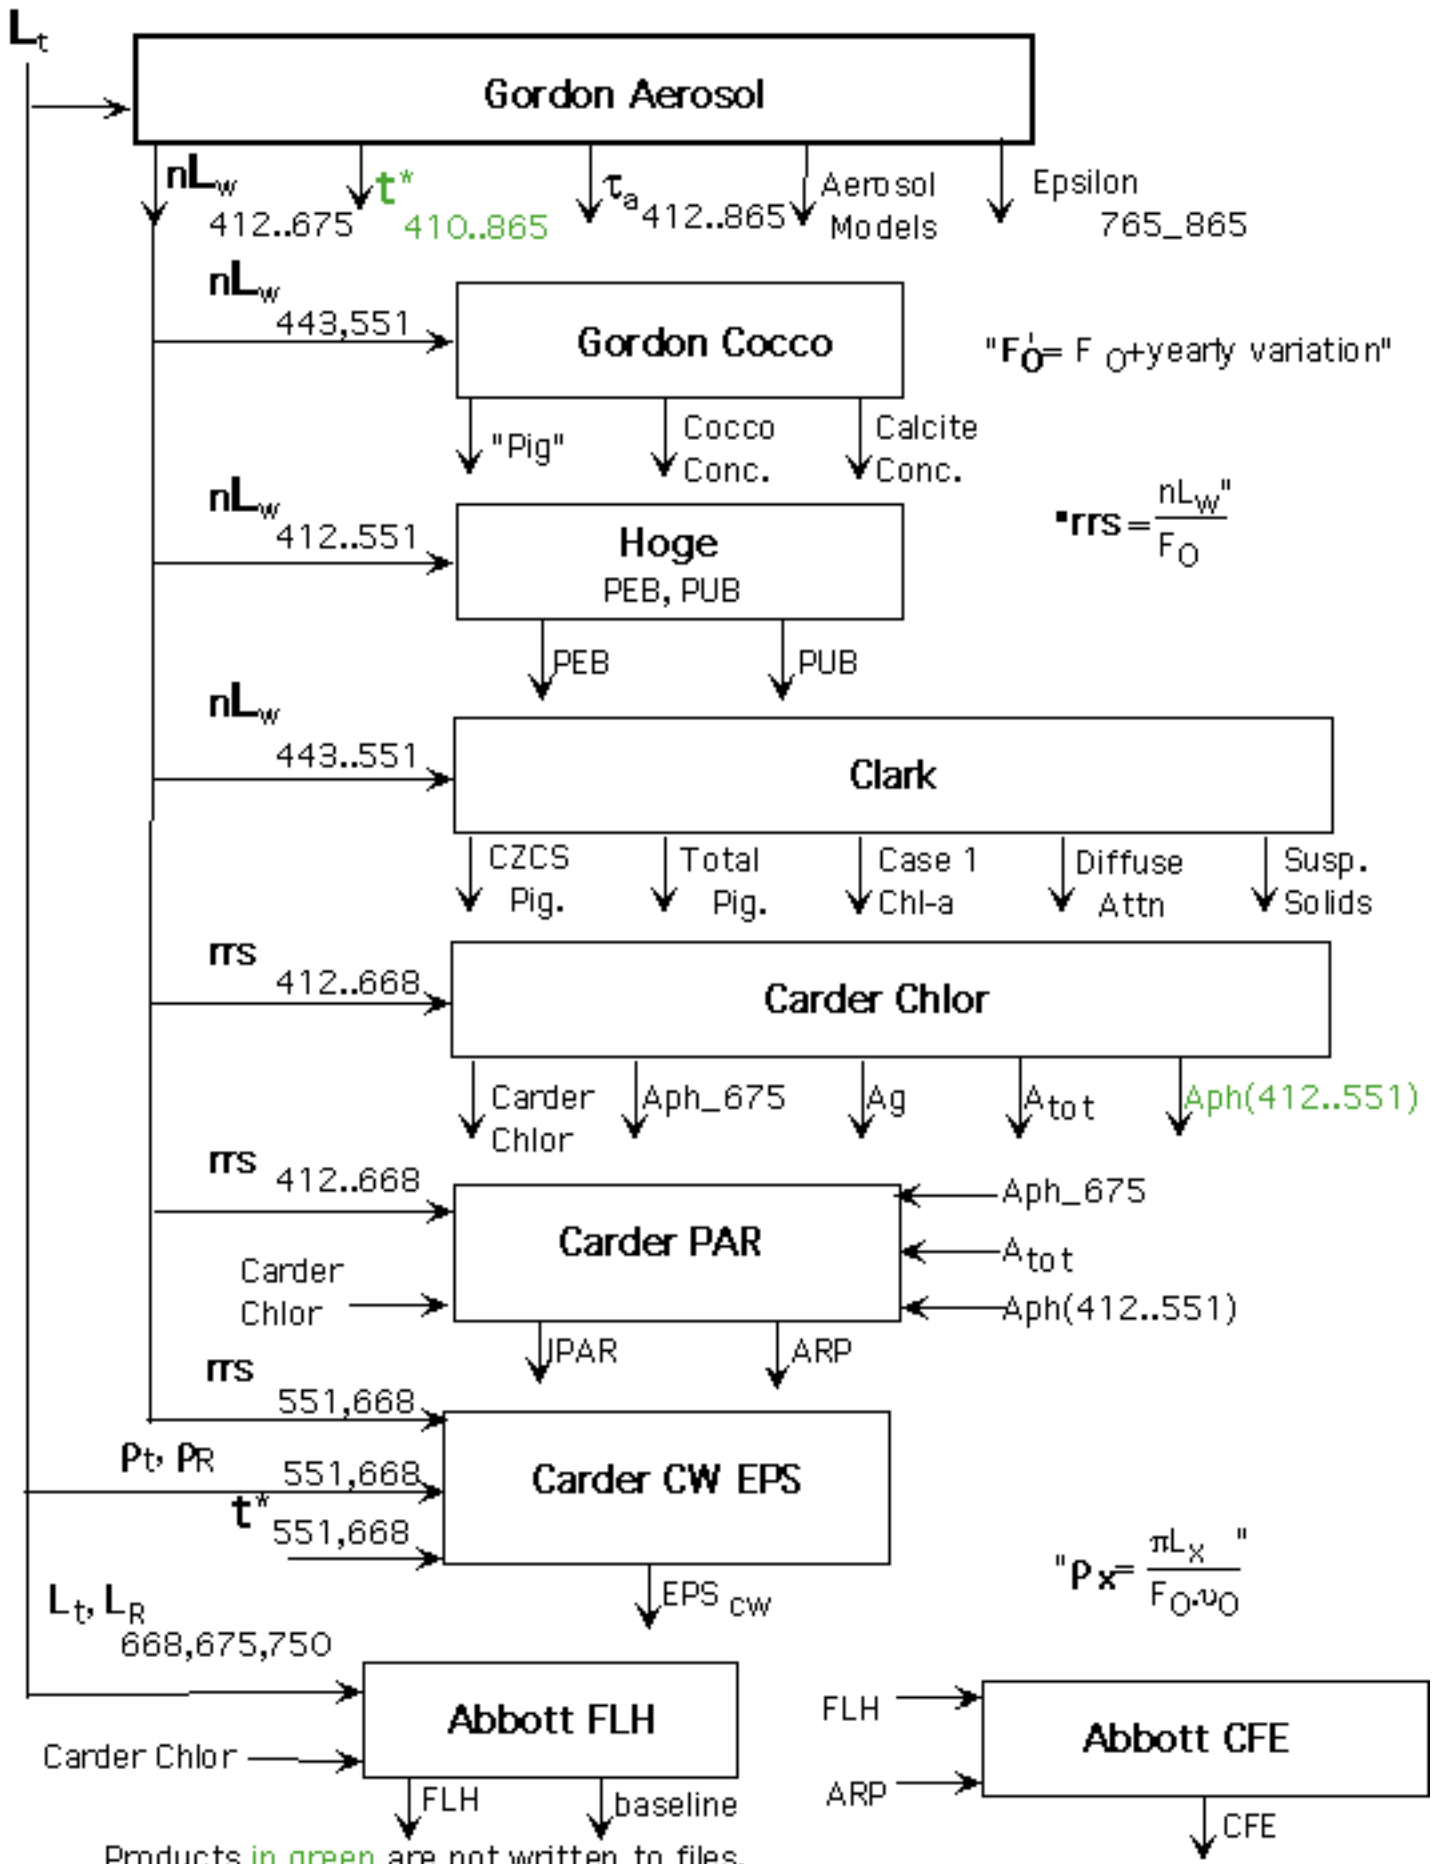 Lt
Gordon Aerosol
nLw 412..675
t* 410..865
τa 412..865
Aerosol
Models
Epsilon
765_865
nLw
443,551
Gordon Cocco
"F'O= F O+yearly variation"
"Pig"
Cocco
Conc.
Calcite
Conc.
nLw
412..551
Hoge
PEB, PUB
"rrs = nLw" / FO
PEB
PUB
nLw
443..551
Clark
CZCS
Pig.
Total
Pig.
Case 1
Chl-a
Diffuse
Attn
Susp.
Solids
rrs
412..668
Carder Chlor
Carder
Chlor
Aph_675
Ag
Atot
Aph(412..551)
rrs
412..668
Carder PAR
Aph_675
Atot
Aph(412..551)
Carder
Chlor
IPAR
ARP
rrs
551,668
ρt, ρR
551,668
Carder CW EPS
t*
551,668
"ρx= πLx " / FO.υO
EPS CW
Lt, LR
668,675,750
Abbott FLH
Carder Chlor
FLH
ARP
Abbott CFE
FLH
baseline
CFE
Products in green are not written to files.